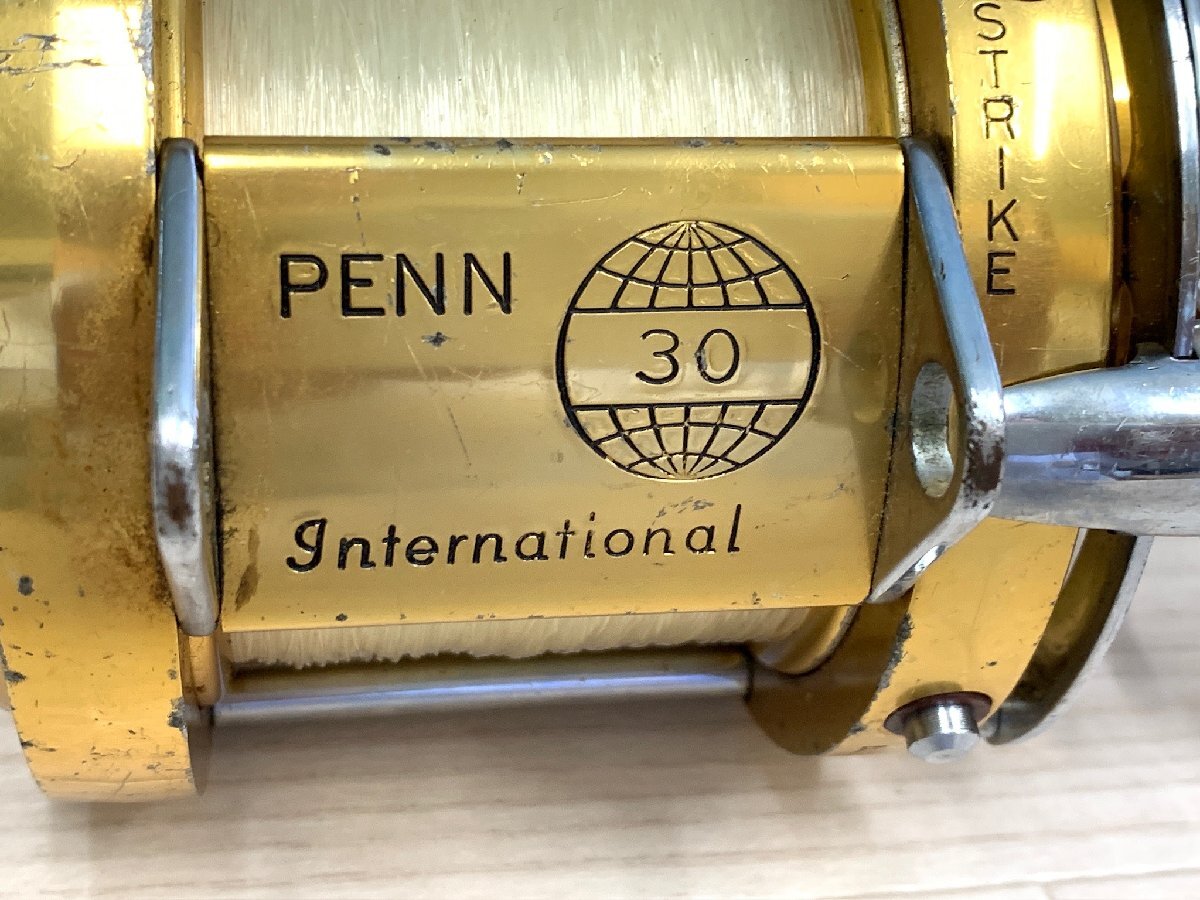 STRIKE
PENN
30
International